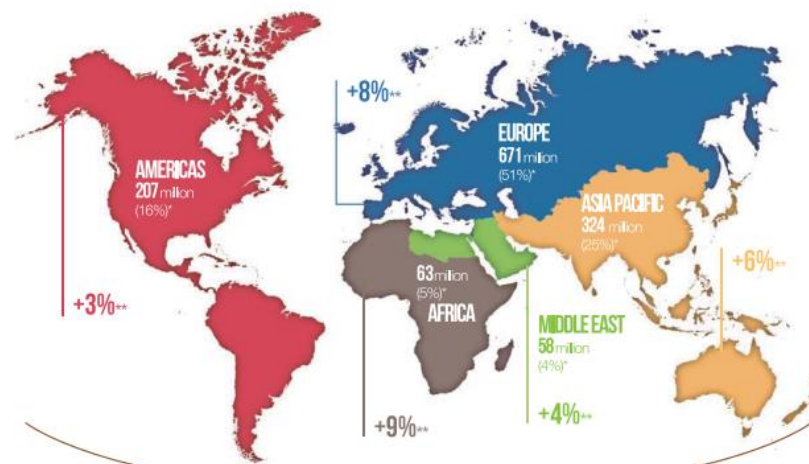 +8%**
EUROPE
671 million
(51%)*
AMERICAS
207 million
(16%)*
ASIA PACIFIC
324 million
(25%)*
+6%**
63 million
(5%)*
AFRICA
+3%**
MIDDLE EAST
58 million
(4%)*
+4%**
+9%**